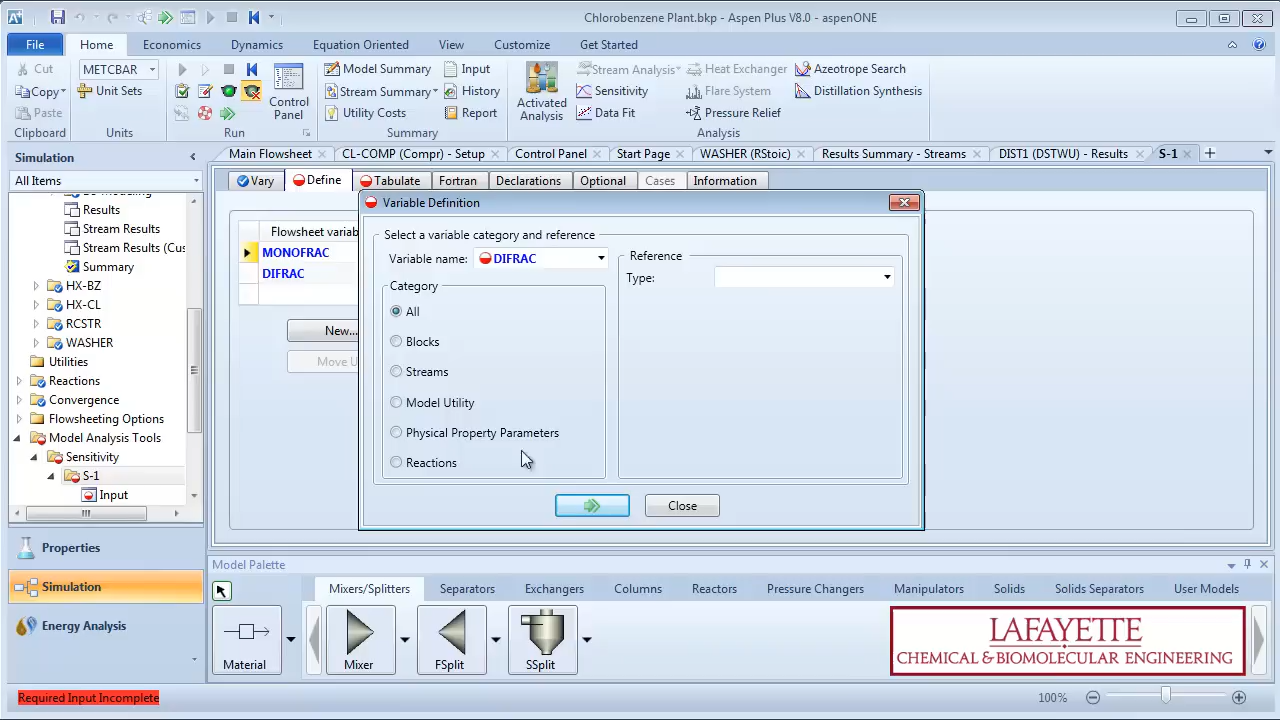 Chlorobenzene Plant.bkp - Aspen Plus V8.0 - aspenONE
File Home Economics Dynamics Equation Oriented View Customize Get Started
Cut METCBAR Model Summary Input Stream Analysis Heat Exchanger Azeotrope Search
Copy Unit Sets Stream Summary History Sensitivity Flare System Distillation Synthesis
Paste Control Panel Utility Costs Report Activated Analysis Data Fit Pressure Relief
Clipboard Units Run Summary Analysis
Simulation
Main Flowsheet CL-COMP (Compr) - Setup Control Panel Start Page WASHER (RStoic) Results Summary - Streams DIST1 (DSTWU) - Results S-1
All Items
Vary Define Tabulate Fortran Declarations Optional Cases Information
Results
Stream Results
Stream Results (Cus
Summary
HX-BZ
HX-CL
RCSTR
WASHER
Utilities
Reactions
Convergence
Flowsheeting Options
Model Analysis Tools
Sensitivity
S-1
Input
Flowsheet variab
MONOFRAC
DIFRAC
New...
Move U
Variable Definition
Select a variable category and reference
Variable name: DIFRAC
Category
All
Blocks
Streams
Model Utility
Physical Property Parameters
Reactions
Reference
Type:
Close
Properties
Simulation
Energy Analysis
Model Palette
Mixers/Splitters Separators Exchangers Columns Reactors Pressure Changers Manipulators Solids Solids Separators User Models
Material Mixer FSplit SSplit
LAFAYETTE
CHEMICAL & BIOMOLECULAR ENGINEERING
Required Input Incomplete
100%